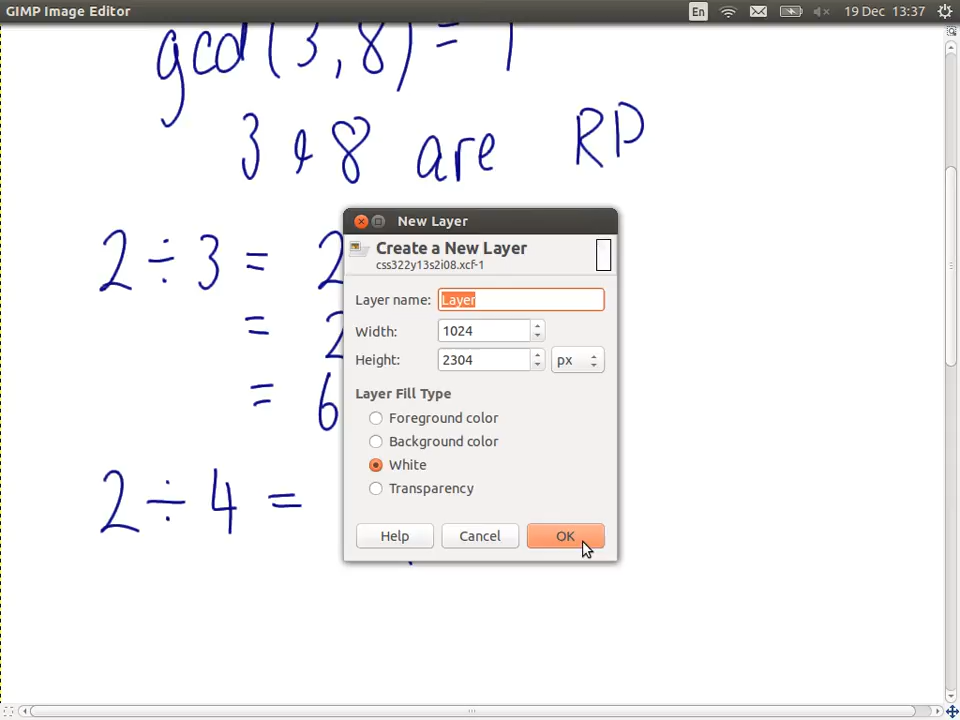 GIMP Image Editor En 19 Dec 13:37
gcd(3,8) = 1
3 & 8 are RP
New Layer
Create a New Layer
css322y13s2i08.xcf-1
Layer name: Layer
Width: 1024
Height: 2304 px
Layer Fill Type
Foreground color
Background color
White
Transparency
Help Cancel OK
2 ÷ 3 = 2
= 2
= 6
2 ÷ 4 =